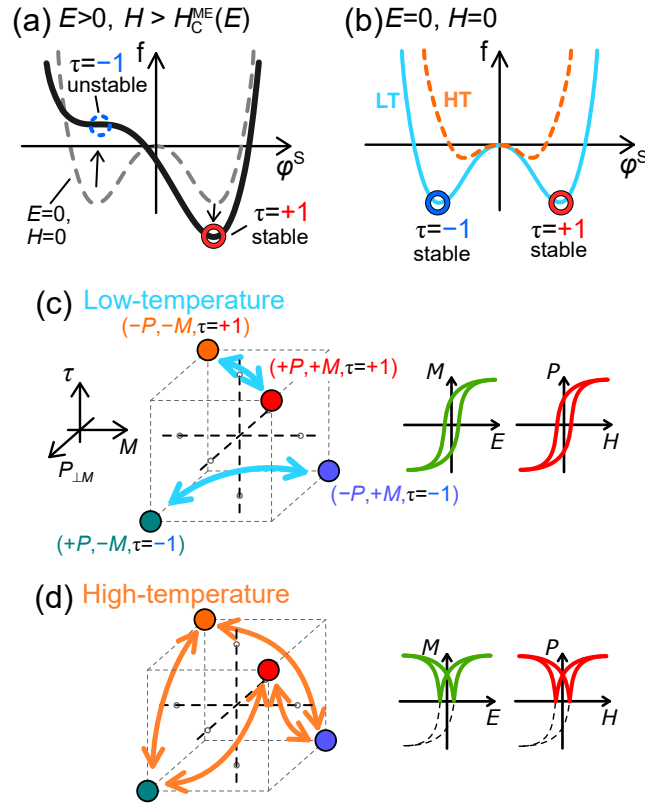 (a) E>0, H > H_C^ME(E)
f
τ=−1
unstable
φ^S
E=0,
H=0
τ=+1
stable
(b) E=0, H=0
f
LT
HT
φ^S
τ=−1
stable
τ=+1
stable
(c) Low-temperature
(−P,−M,τ=+1)
(+P,+M,τ=+1)
τ
M
P⊥M
(−P,+M,τ=−1)
(+P,−M,τ=−1)
M
E
P
H
(d) High-temperature
M
E
P
H